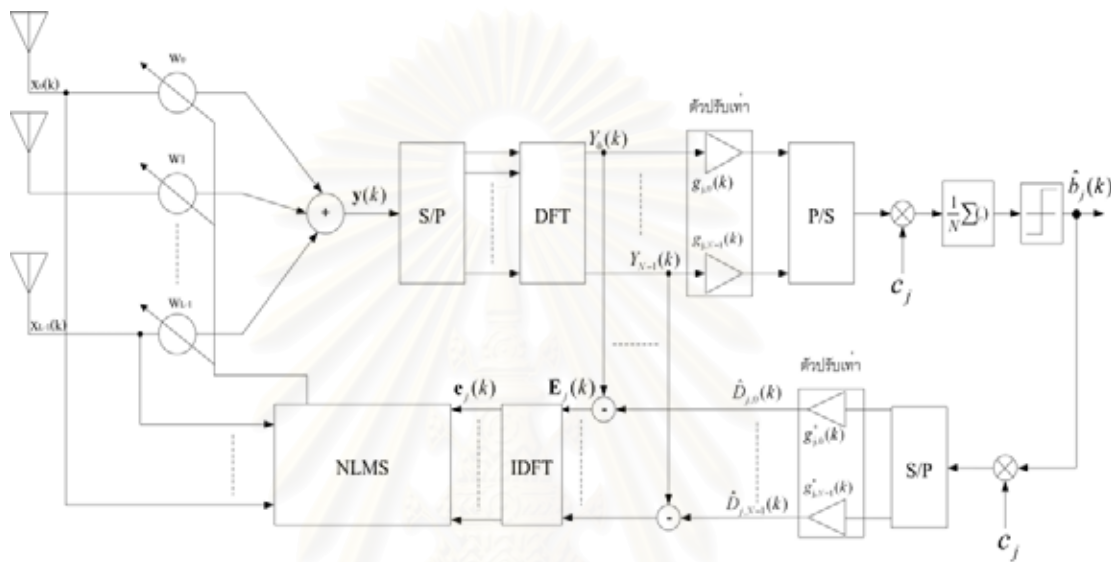 W₀
x₀(k)
W1
x_{L-1}(k)
W_{L-1}
+
y(k)
S/P
DFT
Y₀(k)
Y_{N-1}(k)
ตัวปรับเท่า
g_{j,0}(k)
g_{j,N-1}(k)
P/S
c_j
1/N ∑(.)
b̂_j(k)
NLMS
e_j(k)
IDFT
E_j(k)
-
-
D̂_{j,0}(k)
D̂_{j,N-1}(k)
ตัวปรับเท่า
g*_{j,0}(k)
g*_{j,N-1}(k)
S/P
c_j